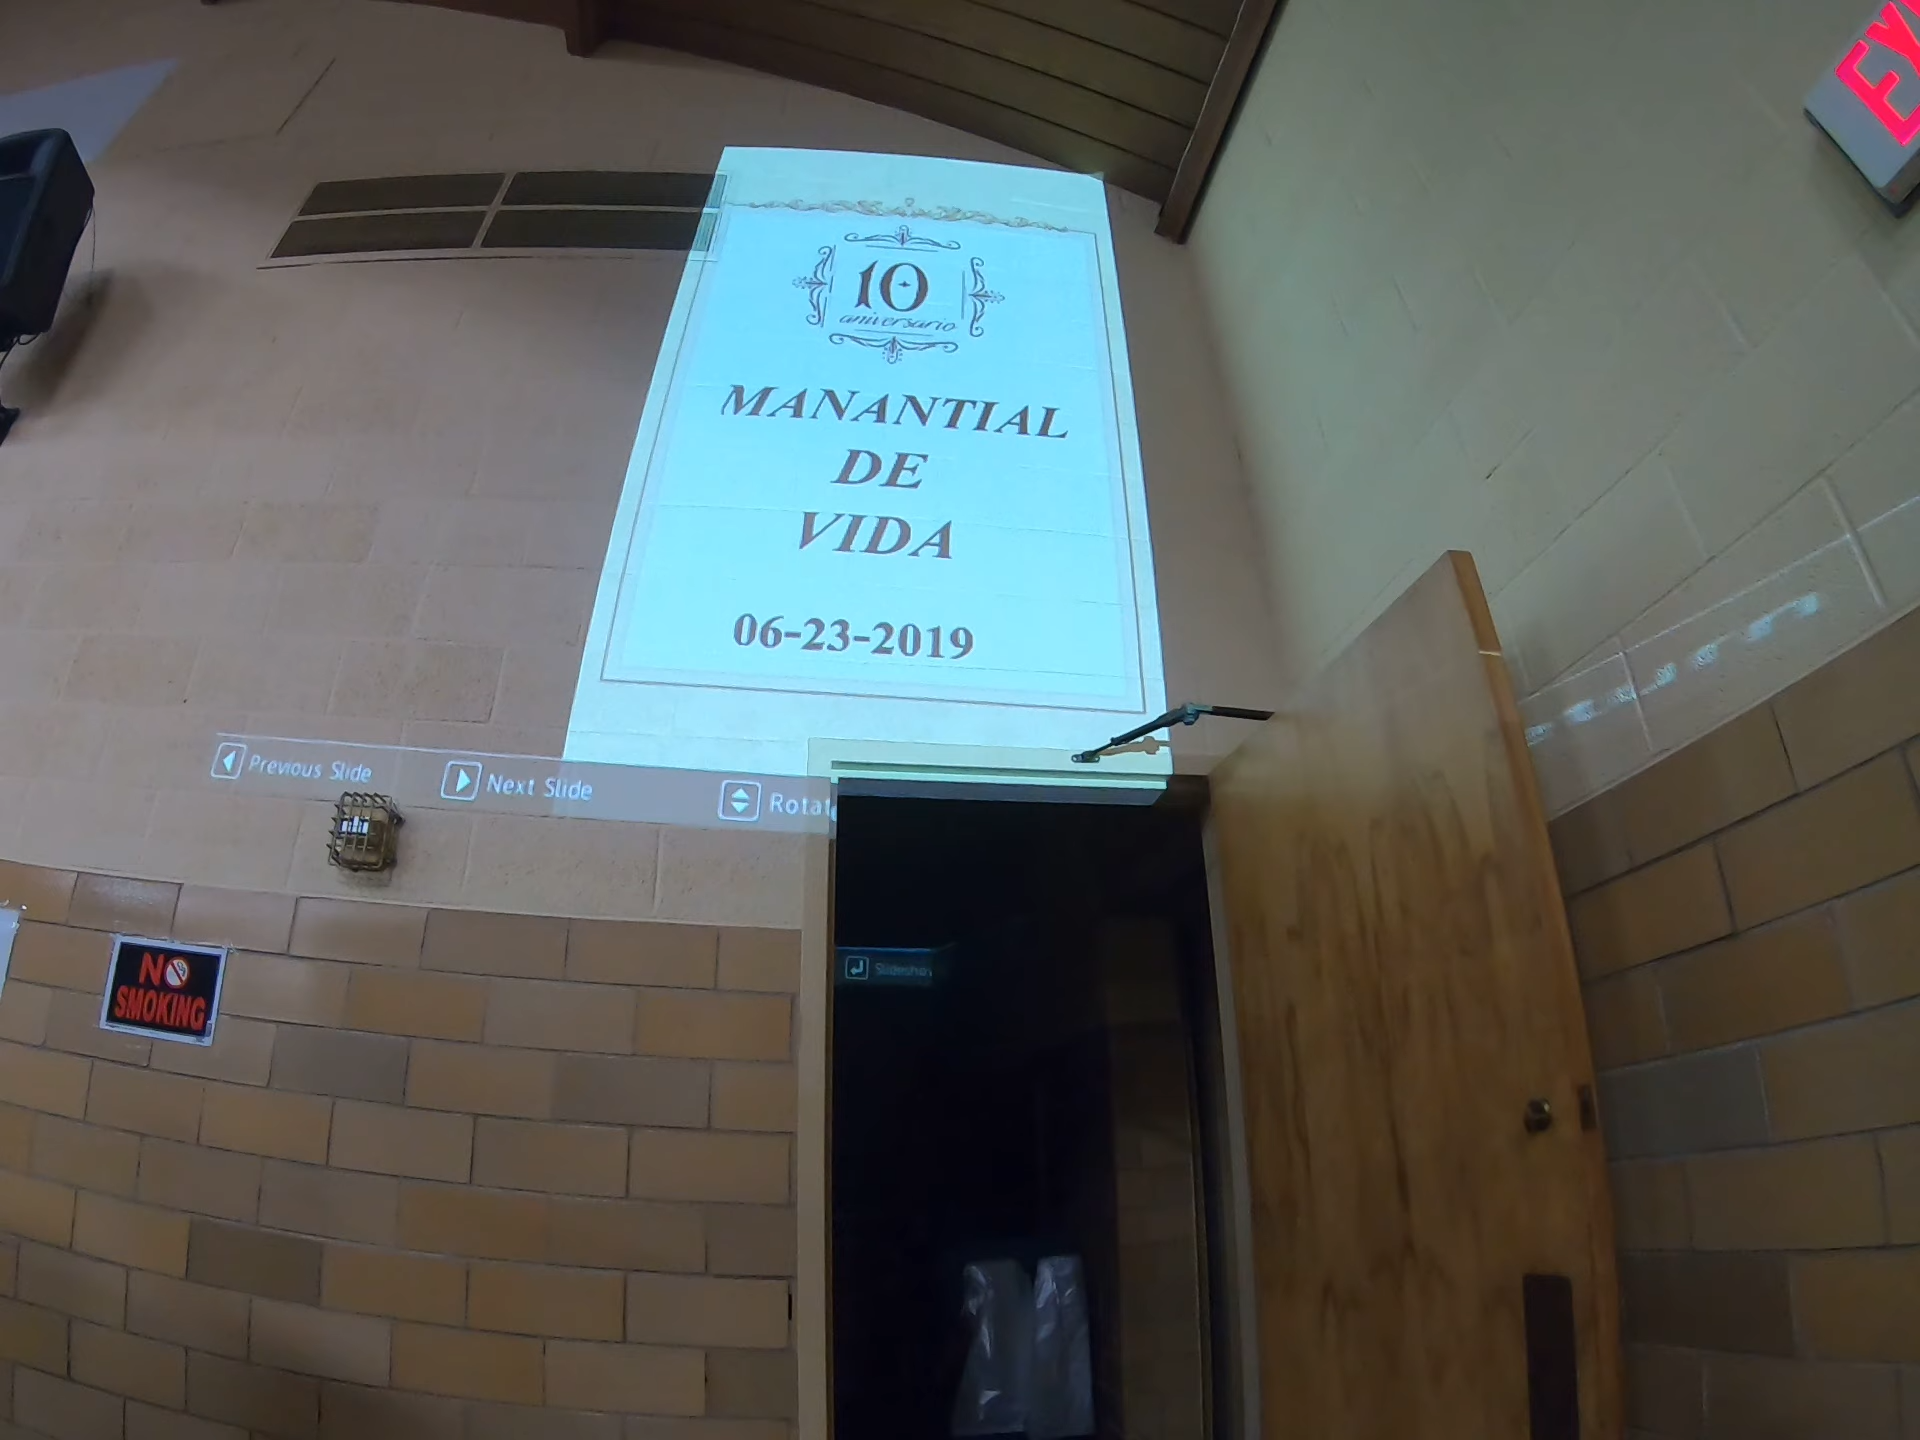 10
aniversario
MANANTIAL
DE
VIDA
06-23-2019
Previous Slide
Next Slide
NO
SMOKING